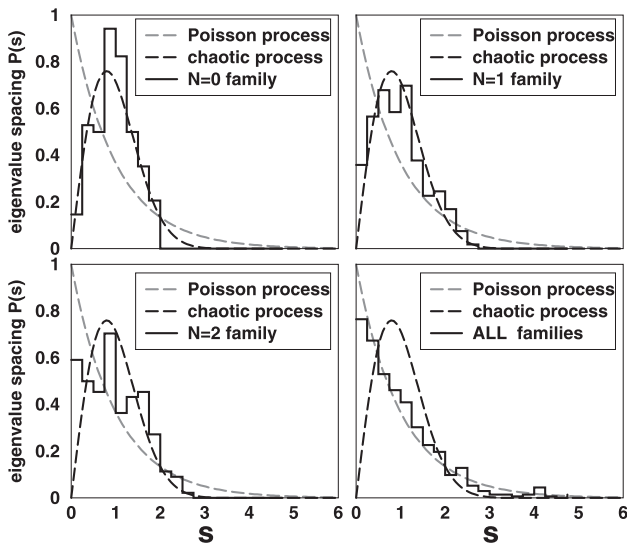 1
0.8
0.6
0.4
0.2
0
eigenvalue spacing P(s)
Poisson process
chaotic process
N=0 family
Poisson process
chaotic process
N=1 family
1
0.8
0.6
0.4
0.2
0
eigenvalue spacing P(s)
Poisson process
chaotic process
N=2 family
Poisson process
chaotic process
ALL families
0 1 2 3 4 5 6 0 1 2 3 4 5 6
S S